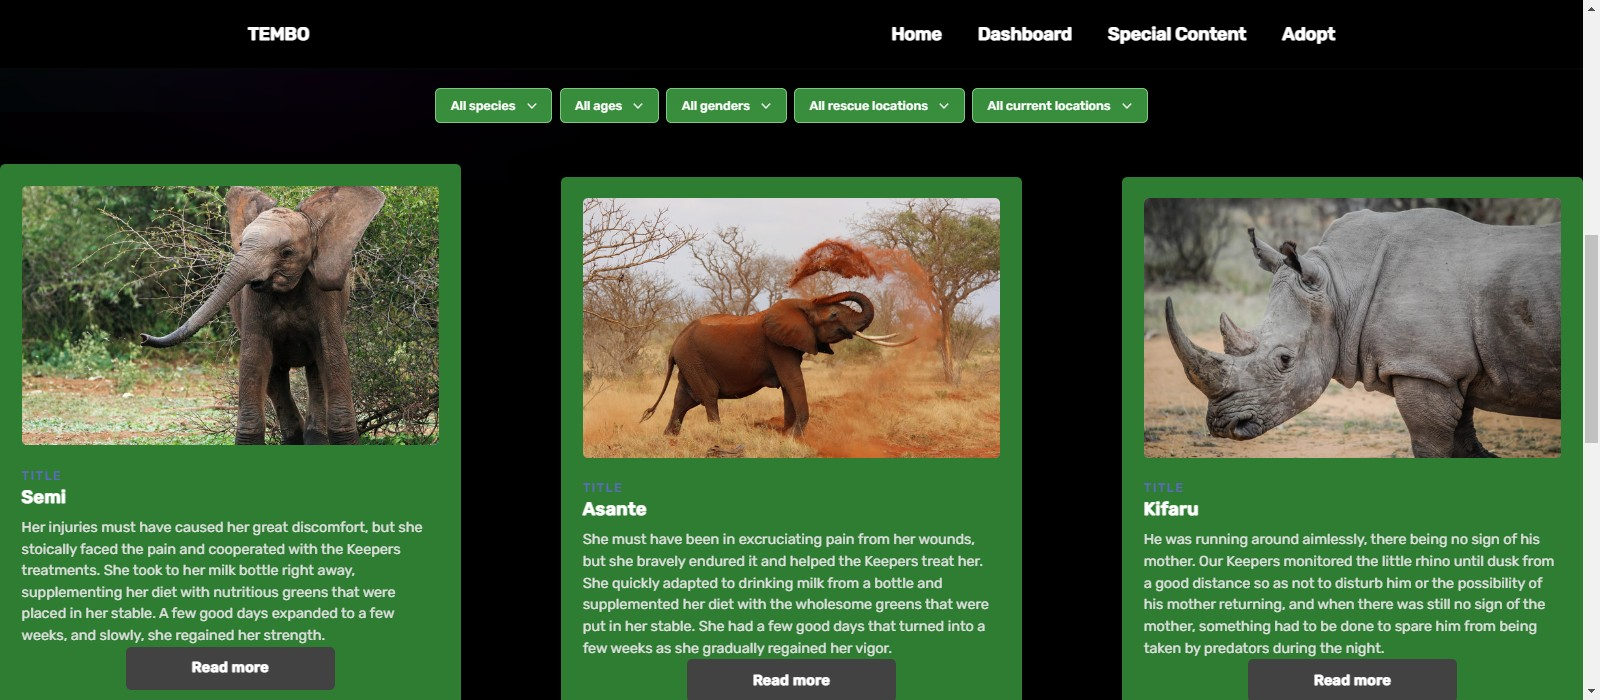 TEMBO
Home Dashboard Special Content Adopt
All species All ages All genders All rescue locations All current locations
TITLE
Semi
Her injuries must have caused her great discomfort, but she
stoically faced the pain and cooperated with the Keepers
treatments. She took to her milk bottle right away,
supplementing her diet with nutritious greens that were
placed in her stable. A few good days expanded to a few
weeks, and slowly, she regained her strength.
Read more
TITLE
Asante
She must have been in excruciating pain from her wounds,
but she bravely endured it and helped the Keepers treat her.
She quickly adapted to drinking milk from a bottle and
supplemented her diet with the wholesome greens that were
put in her stable. She had a few good days that turned into a
few weeks as she gradually regained her vigor.
Read more
TITLE
Kifaru
He was running around aimlessly, there being no sign of his
mother. Our Keepers monitored the little rhino until dusk from
a good distance so as not to disturb him or the possibility of
his mother returning, and when there was still no sign of the
mother, something had to be done to spare him from being
taken by predators during the night.
Read more